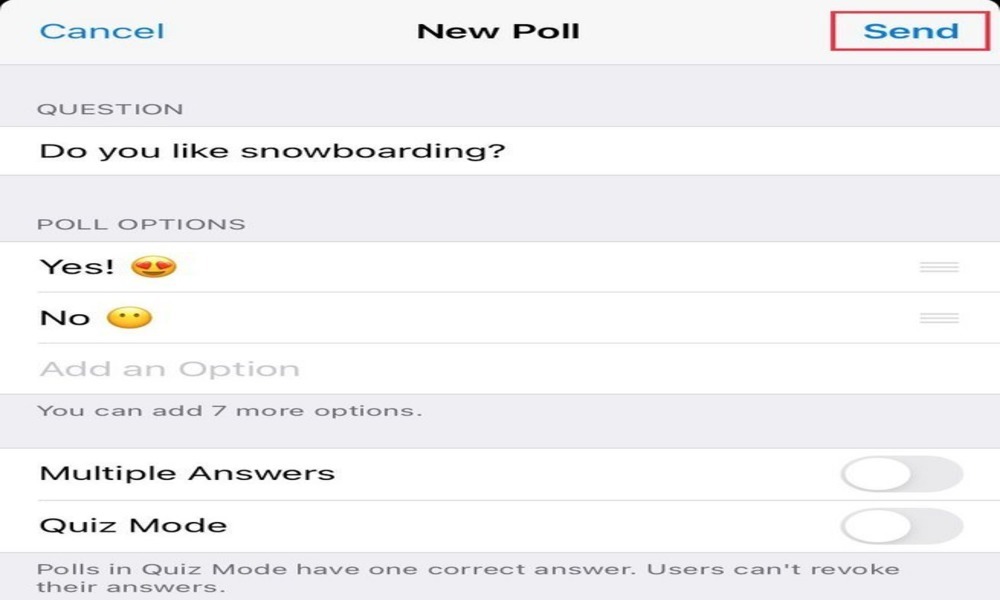 Cancel New Poll Send
QUESTION
Do you like snowboarding?
POLL OPTIONS
Yes! 😍
No 😶
Add an Option
You can add 7 more options.
Multiple Answers
Quiz Mode
Polls in Quiz Mode have one correct answer. Users can't revoke
their answers.